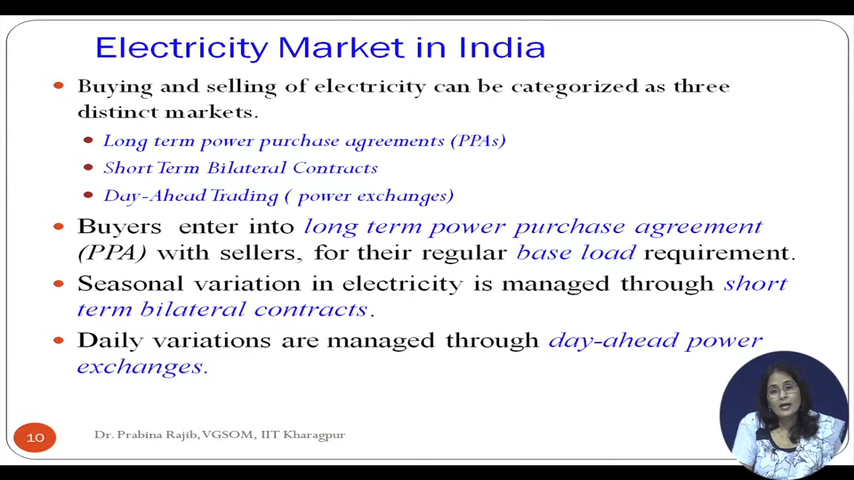 Electricity Market in India
Buying and selling of electricity can be categorized as three
distinct markets.
Long term power purchase agreements (PPAs)
Short Term Bilateral Contracts
Day-Ahead Trading ( power exchanges)
Buyers enter into long term power purchase agreement
(PPA) with sellers, for their regular base load requirement.
Seasonal variation in electricity is managed through short
term bilateral contracts.
Daily variations are managed through day-ahead power
exchanges.
10
Dr. Prabina Rajib, VGSOM, IIT Kharagpur